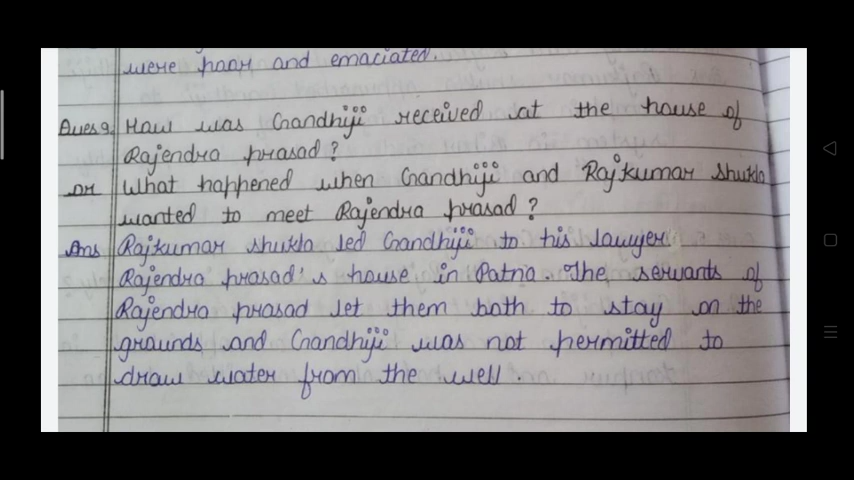 were poor and emaciated.
Ques 9. How was Gandhiji received at the house of
Rajendra prasad?
or What happened when Gandhiji and Rajkumar shukla
wanted to meet Rajendra prasad?
Ans Rajkumar shukla led Gandhiji to his lawyer
Rajendra prasad's house in Patna. The servants of
Rajendra prasad let them both to stay on the
grounds and Gandhiji was not permitted to
draw water from the well.